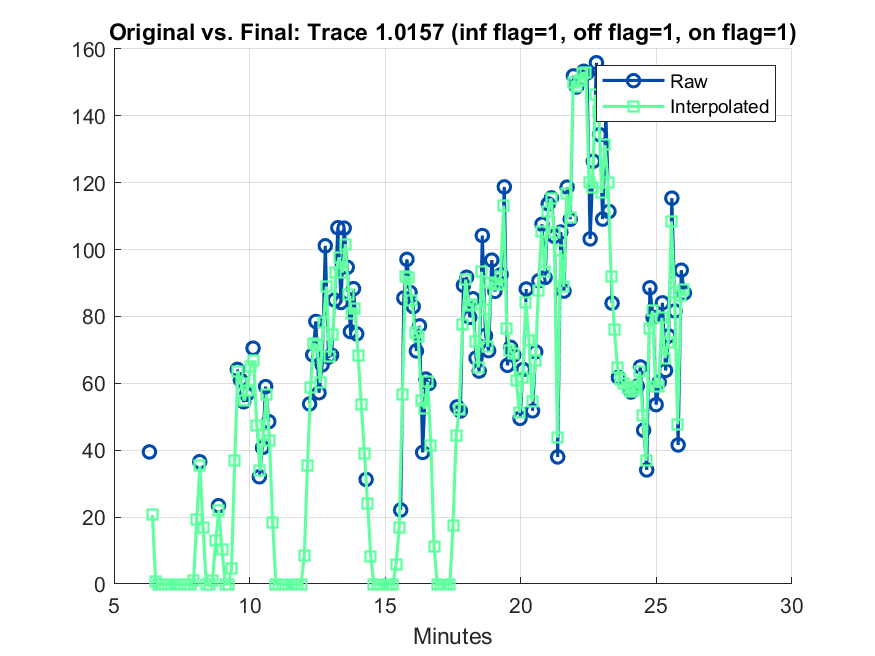 Original vs. Final: Trace 1.0157 (inf flag=1, off flag=1, on flag=1)
160
140
120
100
80
60
40
20
0
Raw
Interpolated
5 10 15 20 25 30
Minutes